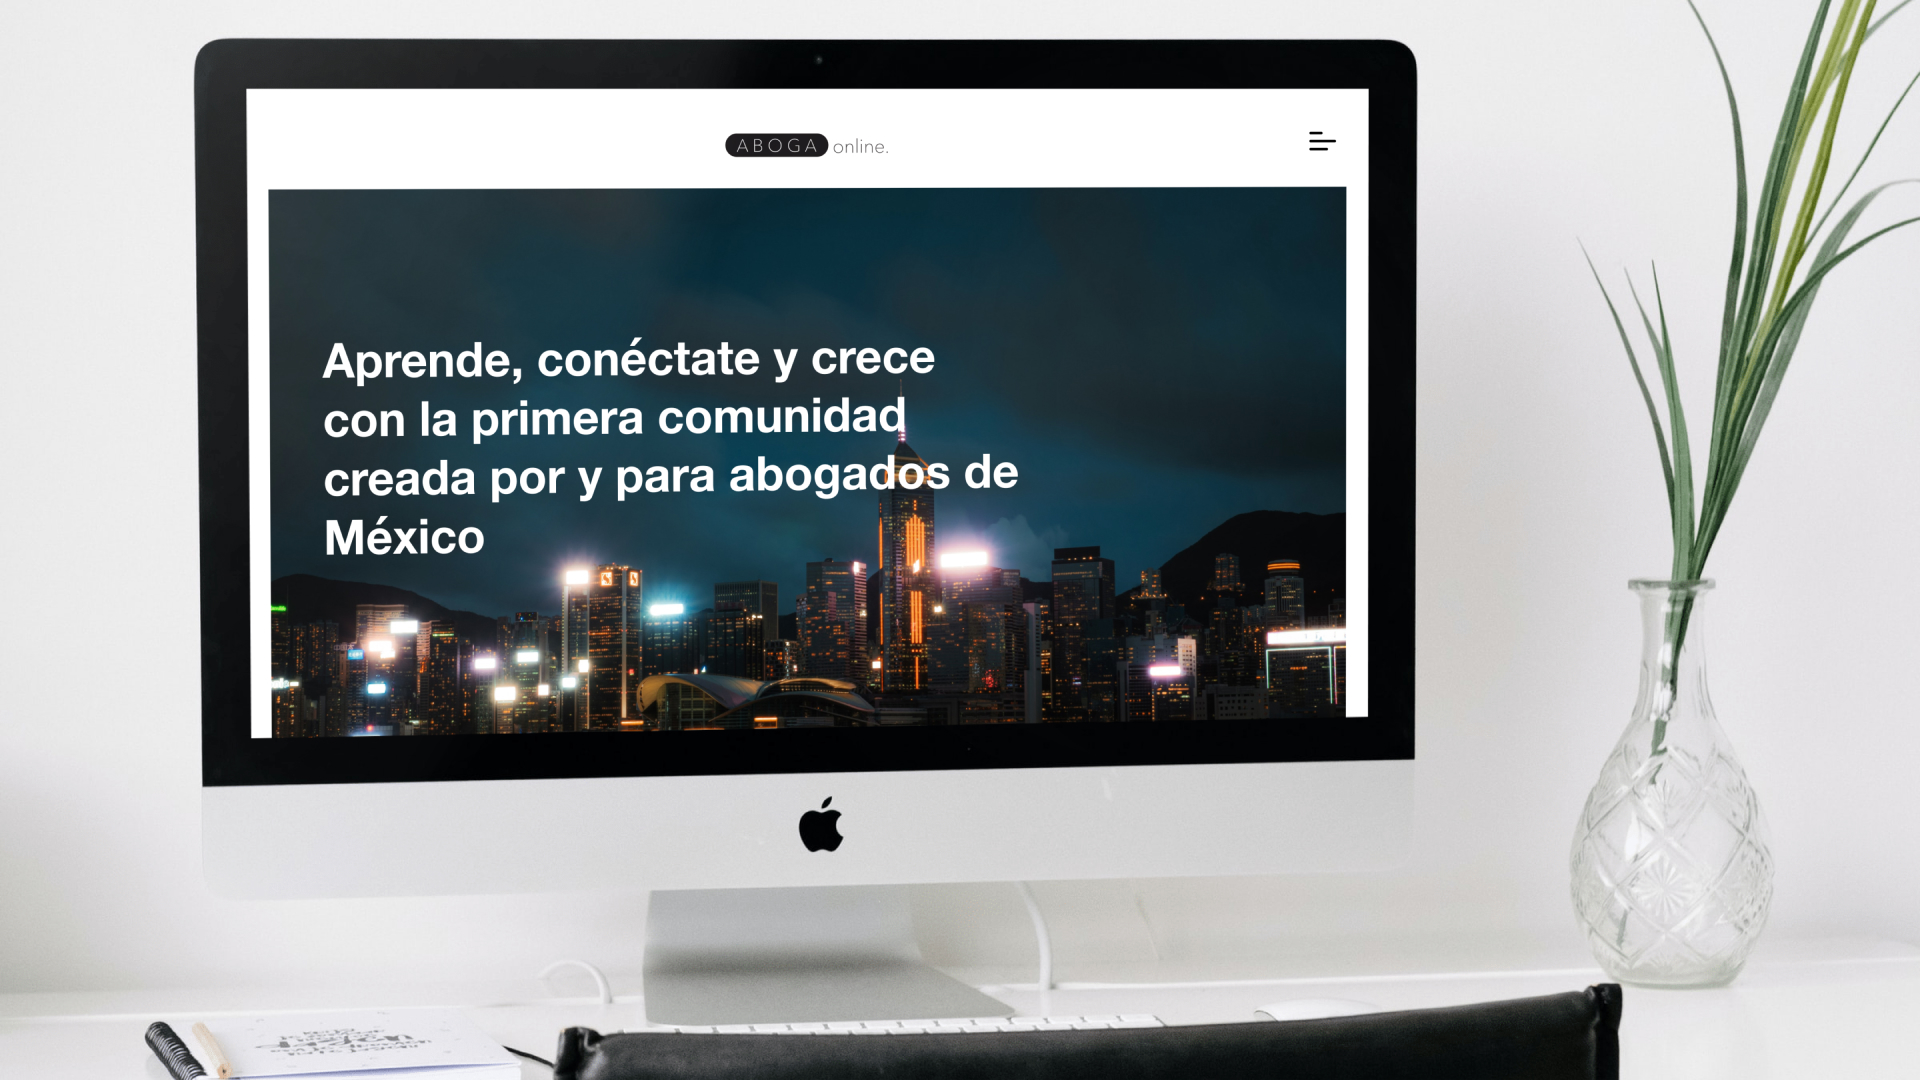 ABOGA online.
Aprende, conéctate y crece
con la primera comunidad
creada por y para abogados de
México